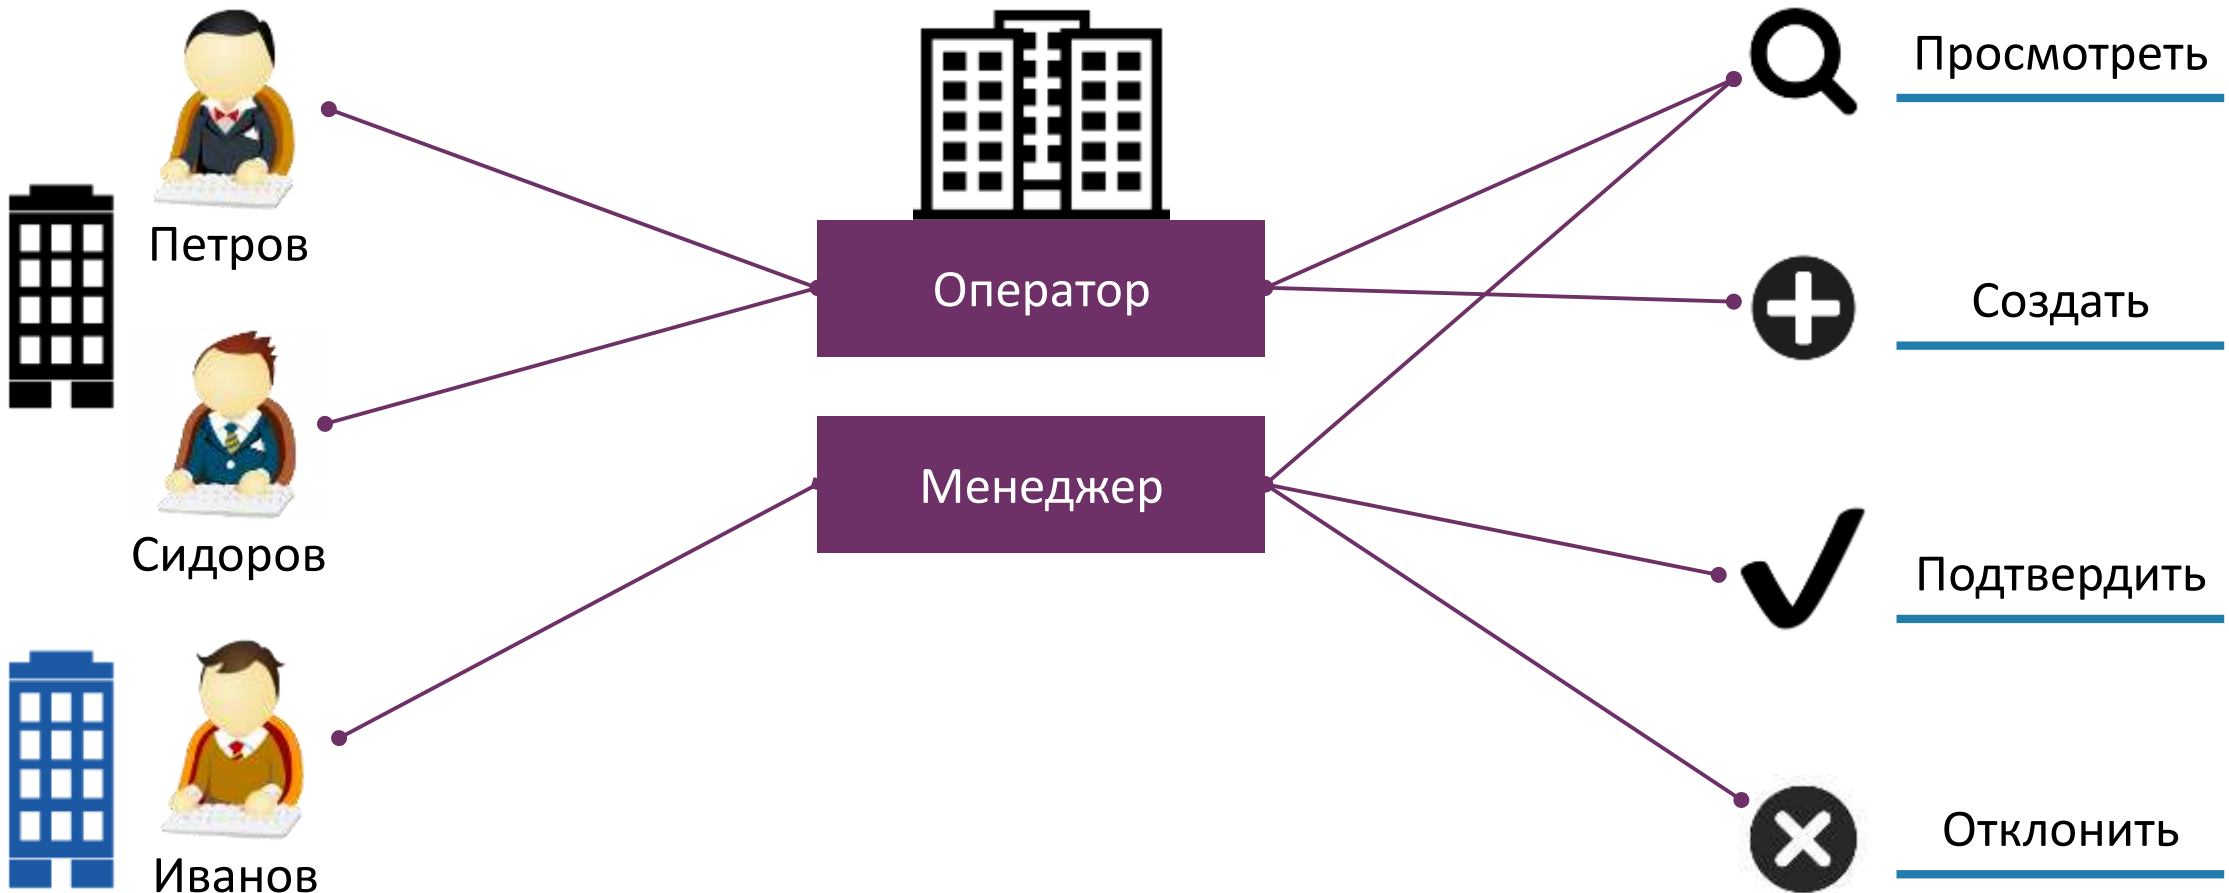 Петров
Сидоров
Иванов
Оператор
Менеджер
Просмотреть
Создать
Подтвердить
Отклонить